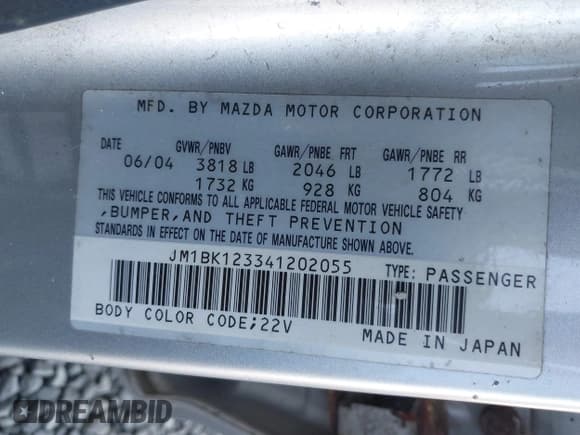 MFD. BY MAZDA MOTOR CORPORATION
DATE GVWR/PNBV GAWR/PNBE FRT GAWR/PNBE RR
06/04 3818 LB 2046 LB 1772 LB
1732 KG 928 KG 804 KG
THIS VEHICLE CONFORMS TO ALL APPLICABLE FEDERAL MOTOR VEHICLE SAFETY
,BUMPER,AND THEFT PREVENTION
STANDARDS IN EFFECT ON THE DATE OF MANUFACTURE SHOWN ABOVE.
JM1BK123341202055 TYPE: PASSENGER
BODY COLOR CODE;22V MADE IN JAPAN
DREAMBID